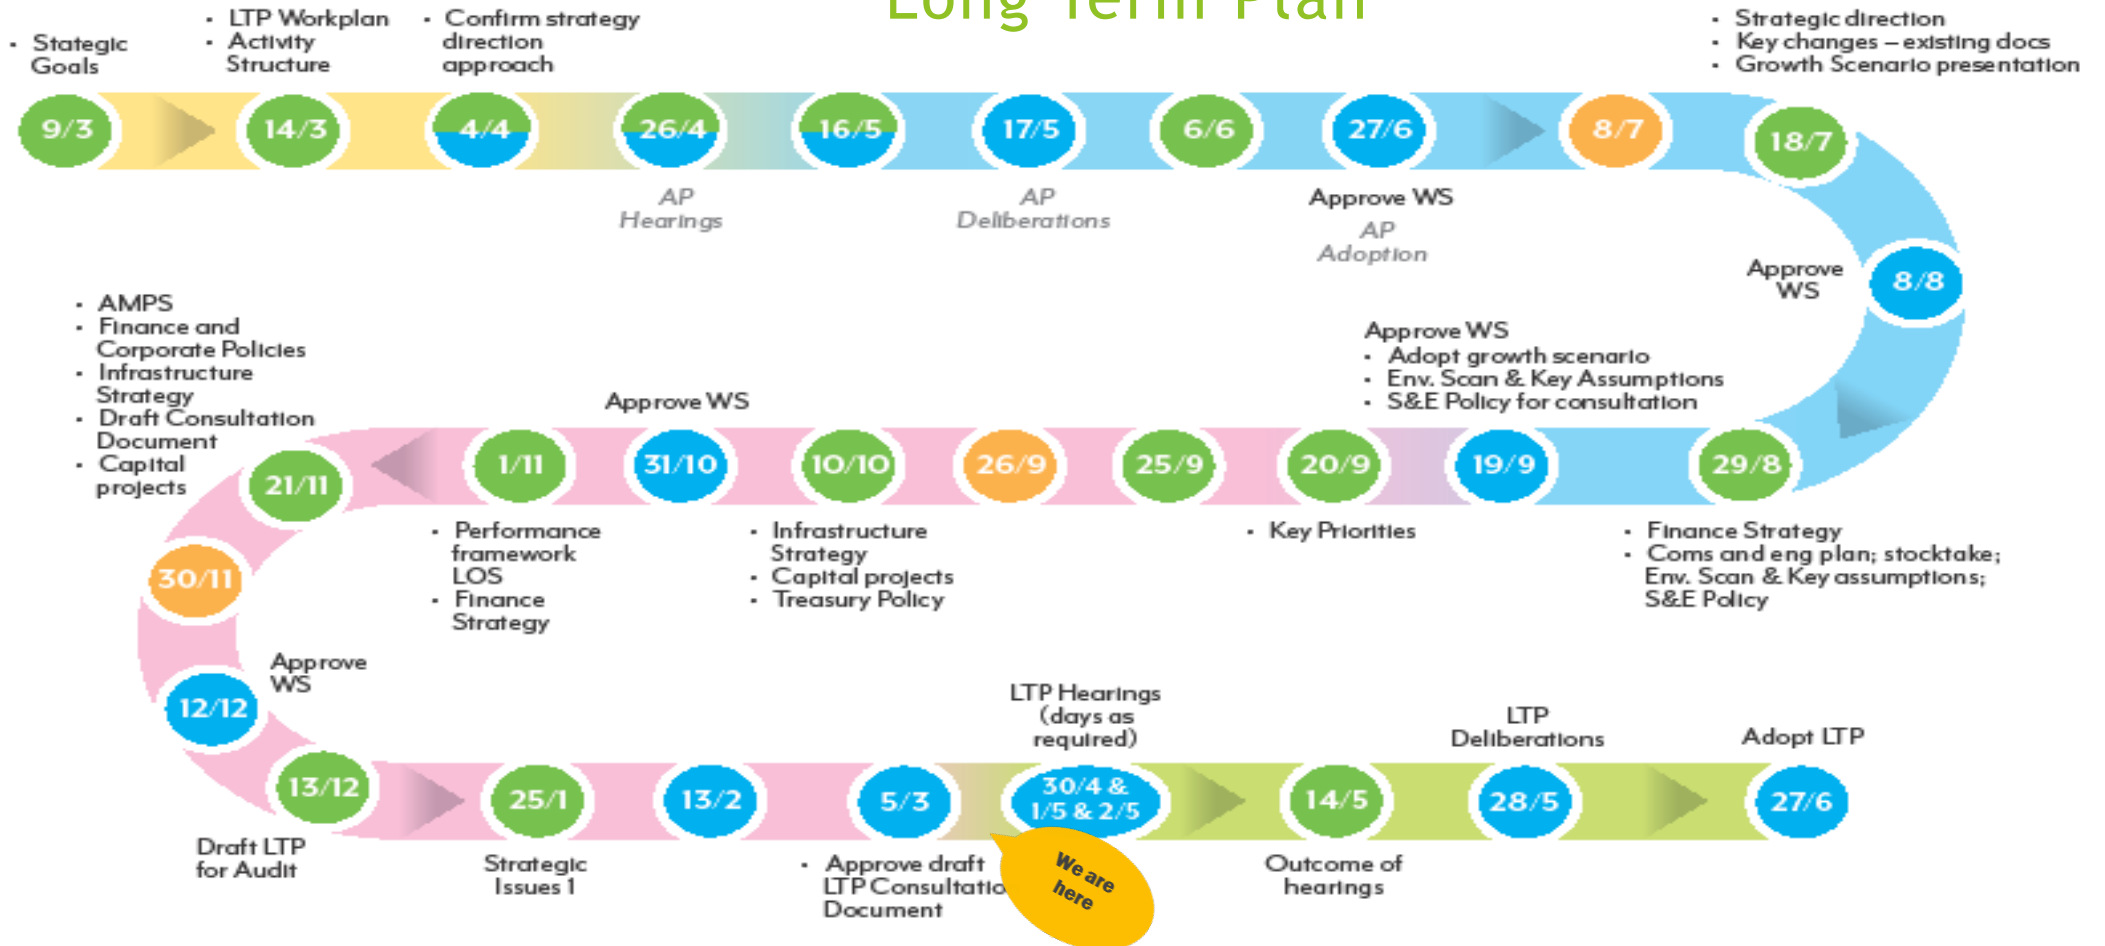 Long Term Plan
• Stategic
Goals
• LTP Workplan
• Activity
Structure
• Confirm strategy
direction
approach
• Strategic direction
• Key changes – existing docs
• Growth Scenario presentation
9/3
14/3
4/4
26/4
16/5
17/5
6/6
27/6
8/7
18/7
AP
Hearings
AP
Deliberations
Approve WS
AP
Adoption
Approve
WS
8/8
Approve WS
• Adopt growth scenario
• Env. Scan & Key Assumptions
• S&E Policy for consultation
29/8
19/9
20/9
25/9
26/9
10/10
31/10
1/11
21/11
• Finance Strategy
• Coms and eng plan; stocktake;
Env. Scan & Key assumptions;
S&E Policy
• Key Priorities
• Infrastructure
Strategy
• Capital projects
• Treasury Policy
Approve WS
• Performance
framework
LOS
• Finance
Strategy
• AMPS
• Finance and
Corporate Policies
• Infrastructure
Strategy
• Draft Consultation
Document
• Capital
projects
30/11
12/12
Approve
WS
13/12
Draft LTP
for Audit
25/1
Strategic
Issues 1
13/2
5/3
• Approve draft
LTP Consultatio
Document
LTP Hearings
(days as
required)
30/4 &
1/5 & 2/5
We are
here
14/5
Outcome of
hearings
LTP
Deliberations
28/5
Adopt LTP
27/6